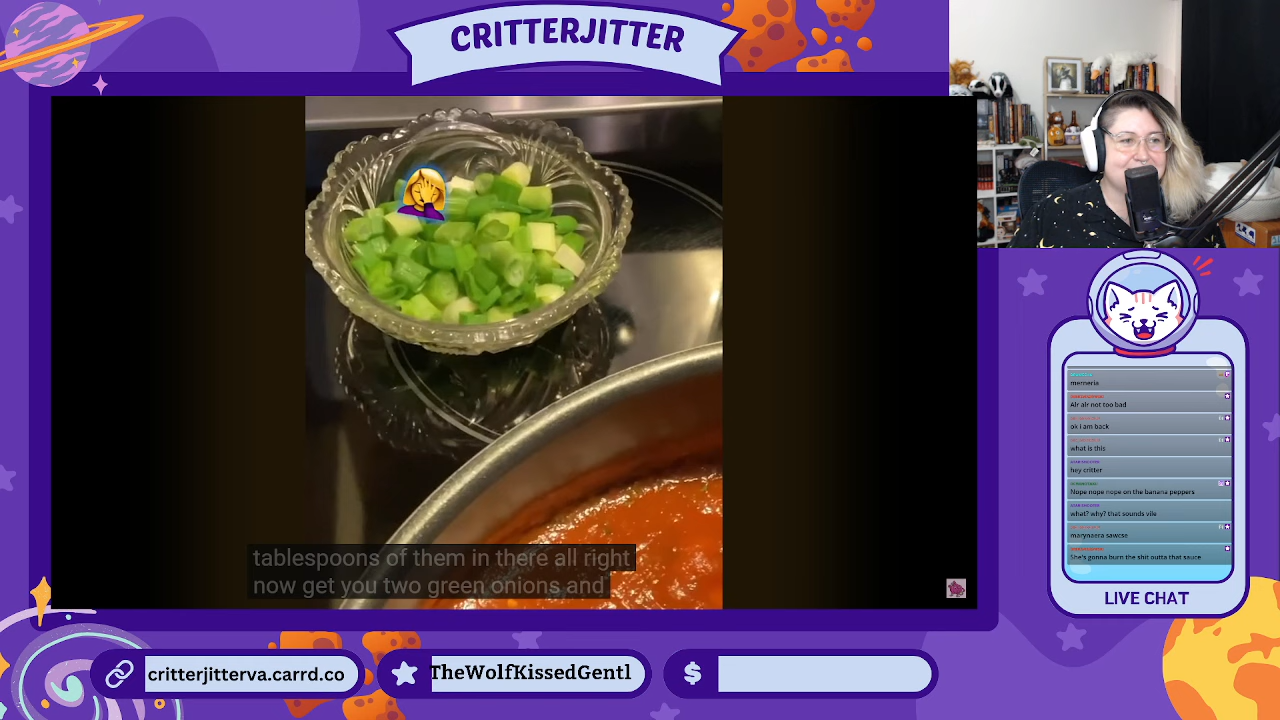 CRITTERJITTER
tablespoons of them in there all right
now get you two green onions and
memeria
Alr air not too bad
ok i am back
what is this
hey critter
Nope nope nope on the banana peppers
what? why? that sounds vile
marynaera sawcse
She's gonna burn the shit outta that sauce
LIVE CHAT
critterjitterva.carrd.co
TheWolfKissedGentl
$